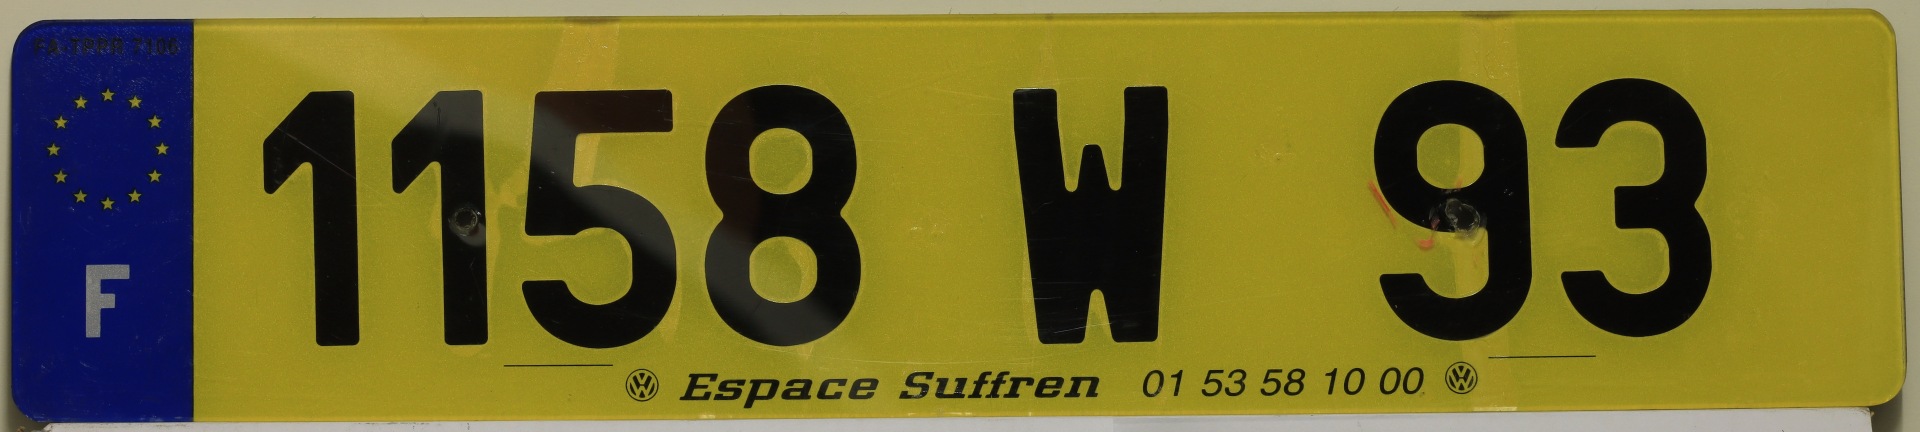 1158 W 93
F
Espace Suffren 01 53 58 10 00